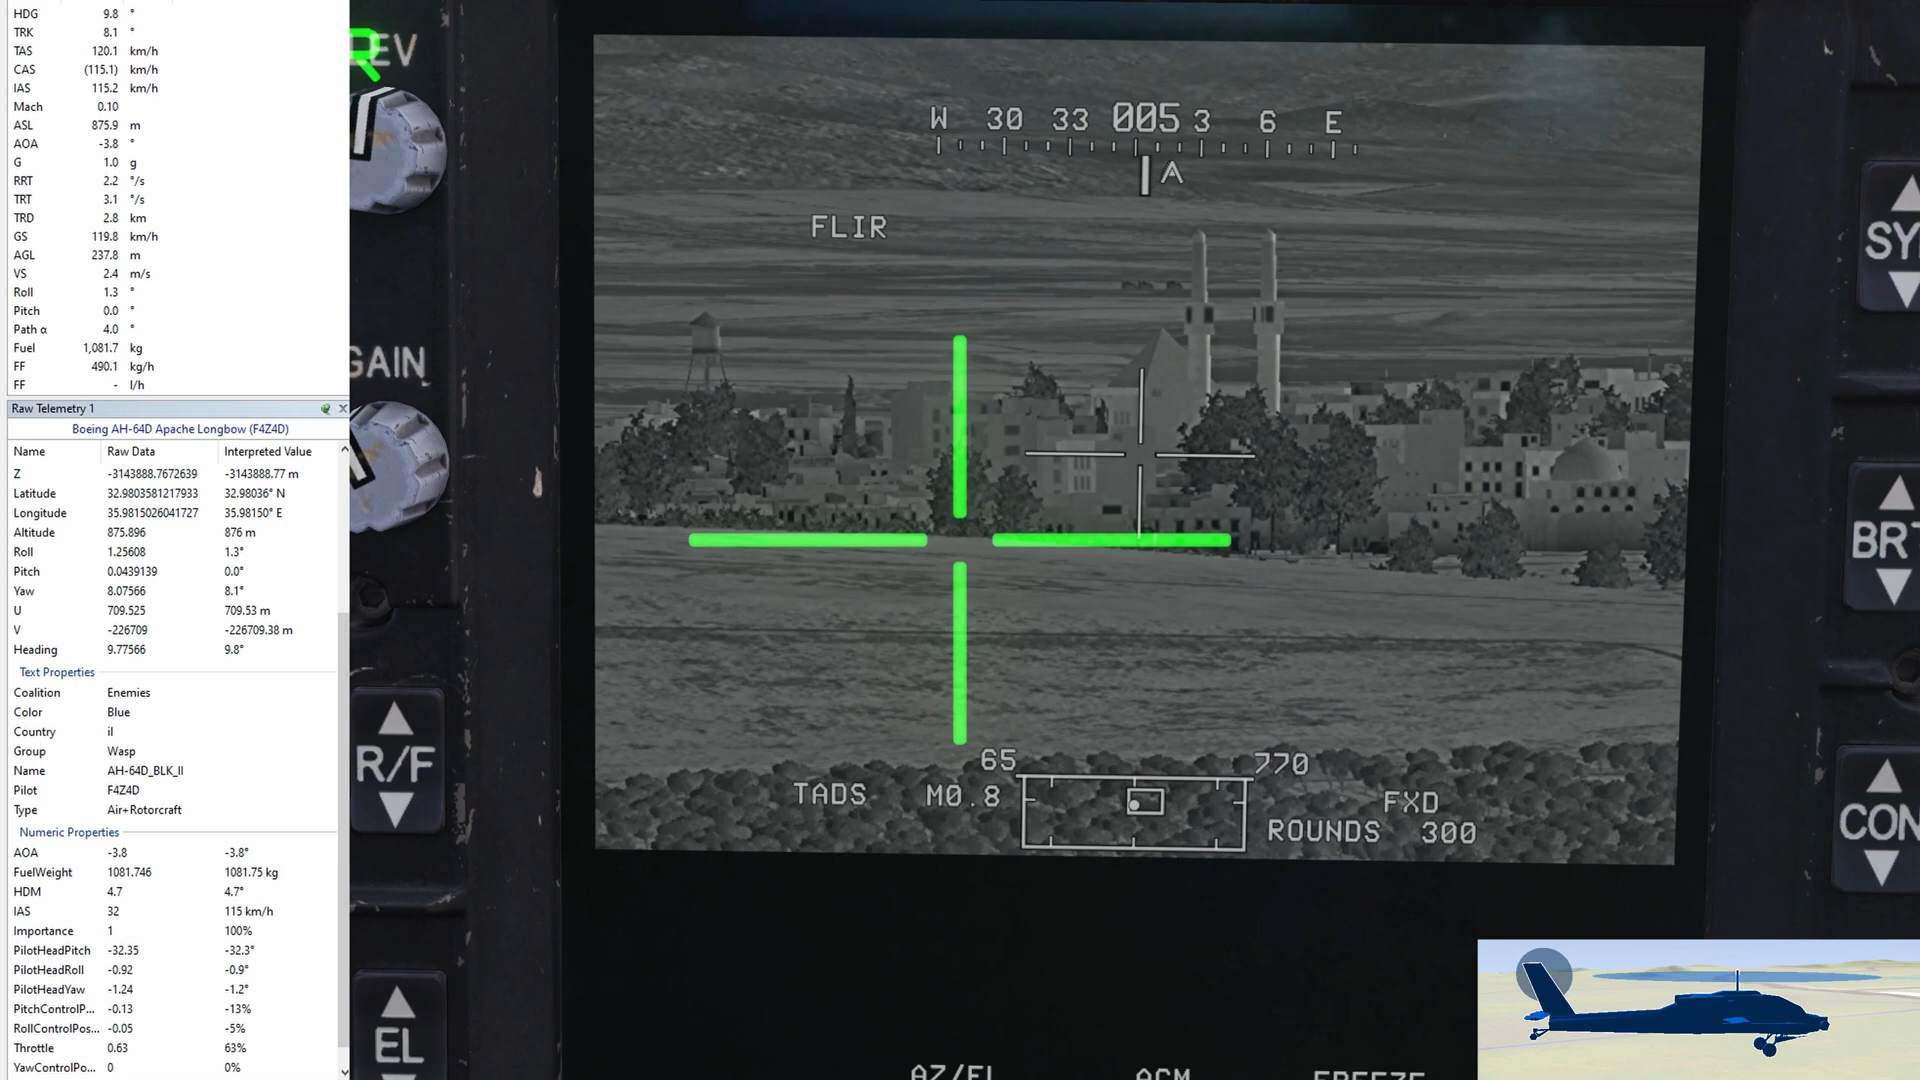 HDG 9.8 °
TRK 8.1 °
TAS 120.1 km/h
CAS (115.1) km/h
IAS 115.2 km/h
Mach 0.10
ASL 875.9 m
AOA -3.8 °
G 1.0 g
RRT 2.2 °/s
TRT 3.1 °/s
TRD 2.8 km
GS 119.8 km/h
AGL 237.8 m
VS 2.4 m/s
Roll 1.3 °
Pitch 0.0 °
Path α 4.0 °
Fuel 1,081.7 kg
FF 490.1 kg/h
FF - l/h
Raw Telemetry 1
Boeing AH-64D Apache Longbow (F4Z4D)
Name Raw Data Interpreted Value
Z -3143888.7672639 -3143888.77 m
Latitude 32.9803581217933 32.98036° N
Longitude 35.9815026041727 35.98150° E
Altitude 875.896 876 m
Roll 1.25608 1.3°
Pitch 0.0439139 0.0°
Yaw 8.07566 8.1°
U 709.525 709.53 m
V -226709 -226709.38 m
Heading 9.77566 9.8°
Text Properties
Coalition Enemies
Color Blue
Country il
Group Wasp
Name AH-64D_BLK_II
Pilot F4Z4D
Type Air+Rotorcraft
Numeric Properties
AOA -3.8 -3.8°
FuelWeight 1081.746 1081.75 kg
HDM 4.7 4.7°
IAS 32 115 km/h
Importance 1 100%
PilotHeadPitch -32.35 -32.3°
PilotHeadRoll -0.92 -0.9°
PilotHeadYaw -1.24 -1.2°
PitchControlP... -0.13 -13%
RollControlPos... -0.05 -5%
Throttle 0.63 63%
YawControlPo... 0 0%
R
EV
GAIN
R/F
EL
W 30 33 005 3 6 E
A
FLIR
65 770
TADS M0.8 FXD
ROUNDS 300
AZ/EL ACM FREEZE
SY
BRT
CON